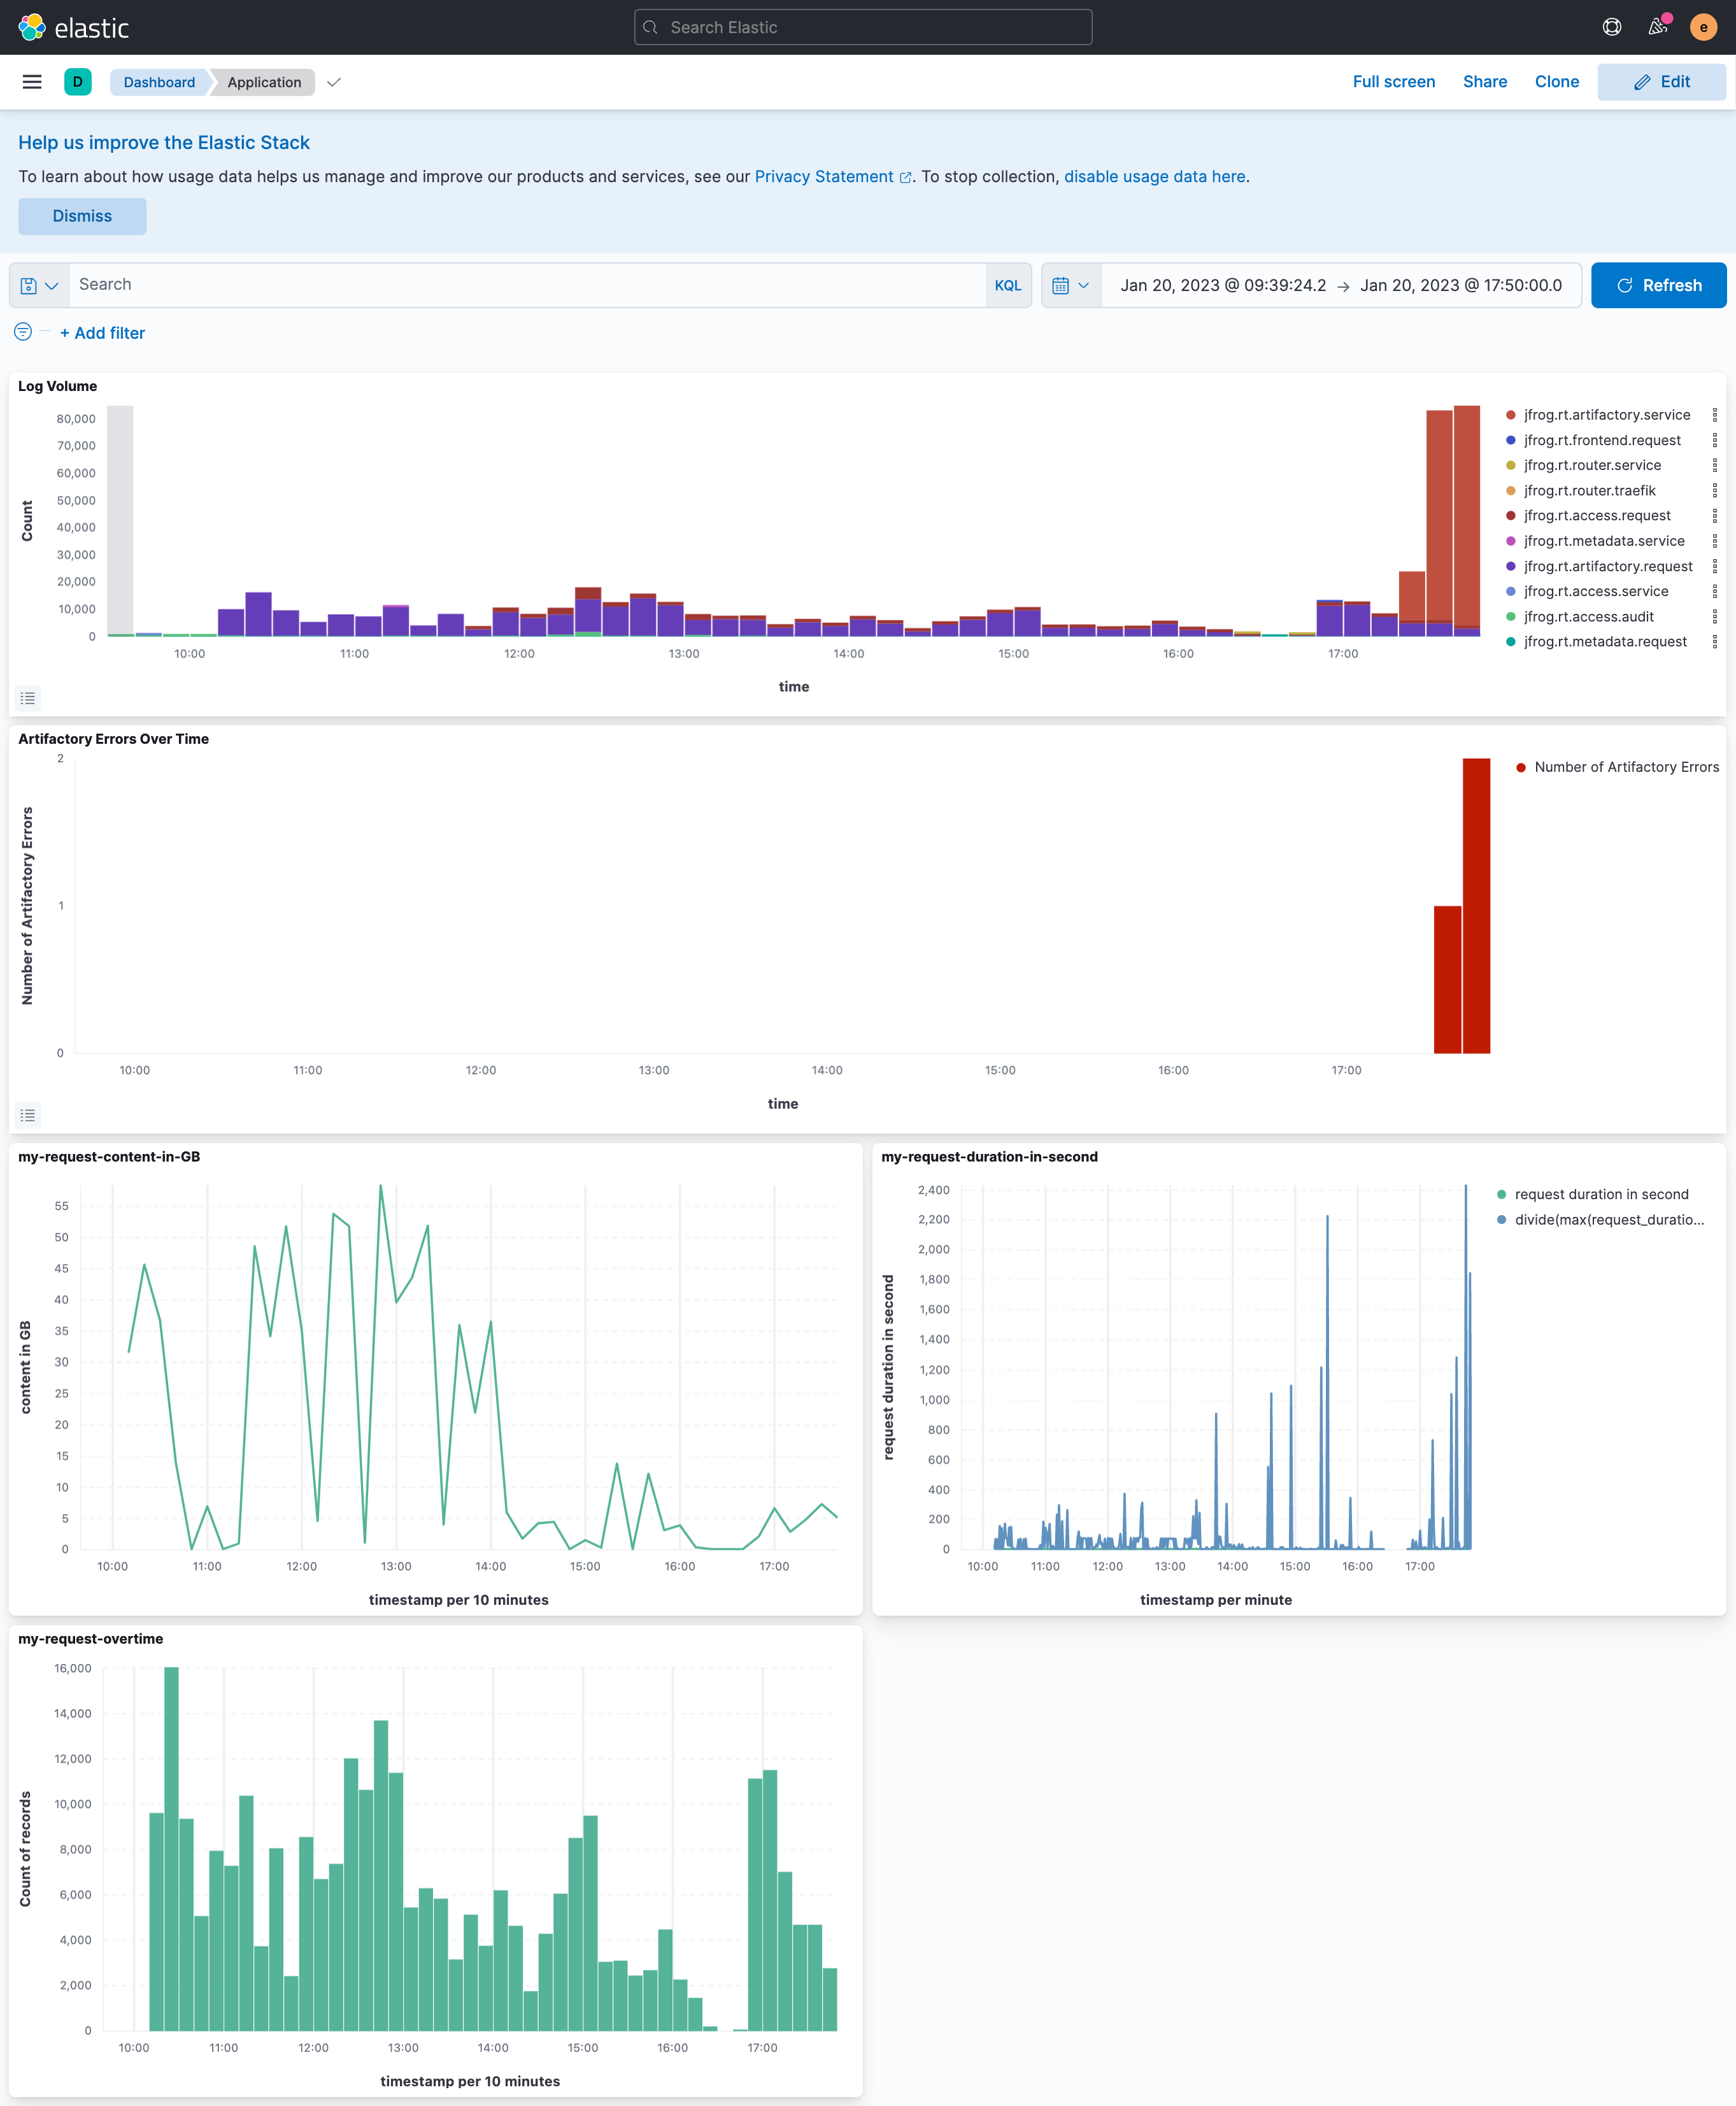 elastic
Search Elastic
e
D
Dashboard
Application
Full screen
Share
Clone
Edit
Help us improve the Elastic Stack
To learn about how usage data helps us manage and improve our products and services, see our Privacy Statement. To stop collection, disable usage data here.
Dismiss
Search
KQL
Jan 20, 2023 @ 09:39:24.2 → Jan 20, 2023 @ 17:50:00.0
Refresh
+ Add filter
Log Volume
Count
80,000
70,000
60,000
50,000
40,000
30,000
20,000
10,000
0
10:00 11:00 12:00 13:00 14:00 15:00 16:00 17:00
time
jfrog.rt.artifactory.service
jfrog.rt.frontend.request
jfrog.rt.router.service
jfrog.rt.router.traefik
jfrog.rt.access.request
jfrog.rt.metadata.service
jfrog.rt.artifactory.request
jfrog.rt.access.service
jfrog.rt.access.audit
jfrog.rt.metadata.request
Artifactory Errors Over Time
Number of Artifactory Errors
2
1
0
10:00 11:00 12:00 13:00 14:00 15:00 16:00 17:00
time
Number of Artifactory Errors
my-request-content-in-GB
content in GB
55
50
45
40
35
30
25
20
15
10
5
0
10:00 11:00 12:00 13:00 14:00 15:00 16:00 17:00
timestamp per 10 minutes
my-request-duration-in-second
request duration in second
2,400
2,200
2,000
1,800
1,600
1,400
1,200
1,000
800
600
400
200
0
10:00 11:00 12:00 13:00 14:00 15:00 16:00 17:00
timestamp per minute
request duration in second
divide(max(request_duratio...
my-request-overtime
Count of records
16,000
14,000
12,000
10,000
8,000
6,000
4,000
2,000
0
10:00 11:00 12:00 13:00 14:00 15:00 16:00 17:00
timestamp per 10 minutes